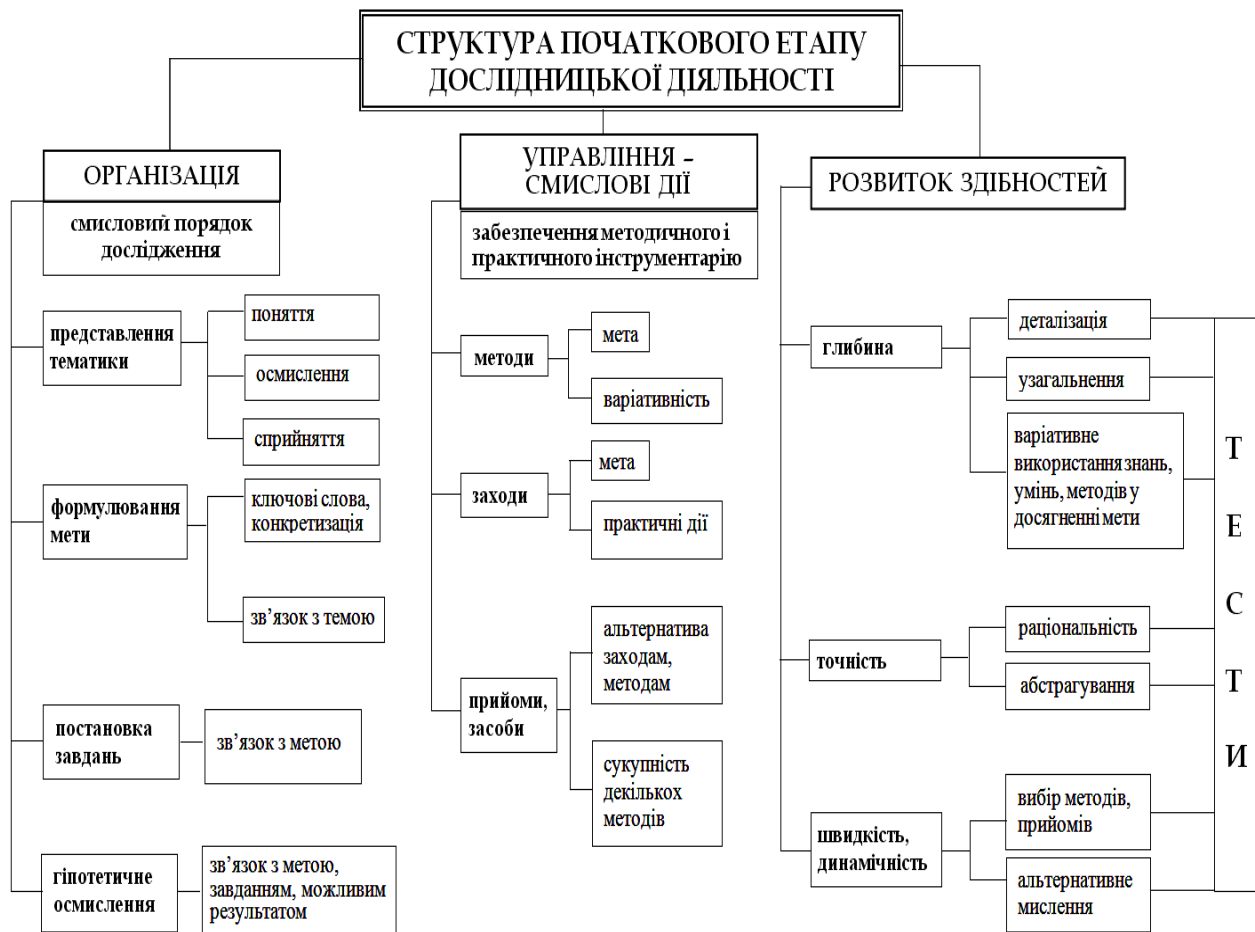 СТРУКТУРА ПОЧАТКОВОГО ЕТАПУ
ДОСЛІДНИЦЬКОЇ ДІЯЛЬНОСТІ
ОРГАНІЗАЦІЯ
смисловий порядок
дослідження
представлення
тематики
поняття
осмислення
сприйняття
формулювання
мети
ключові слова,
конкретизація
зв’язок з темою
постановка
завдань
зв’язок з метою
гіпотетичне
осмислення
зв’язок з метою,
завданням, можливим
результатом
УПРАВЛІННЯ –
СМИСЛОВІ ДІЇ
забезпечення методичного і
практичного інструментарію
методи
мета
варіативність
заходи
мета
практичні дії
прийоми,
засоби
альтернатива
заходам,
методам
сукупність
декількох
методів
РОЗВИТОК ЗДІБНОСТЕЙ
глибина
деталізація
узагальнення
варіативне
використання знань,
умінь, методів у
досягненні мети
точність
раціональність
абстрагування
швидкість,
динамічність
вибір методів,
прийомів
альтернативне
мислення
Т
Е
С
Т
И